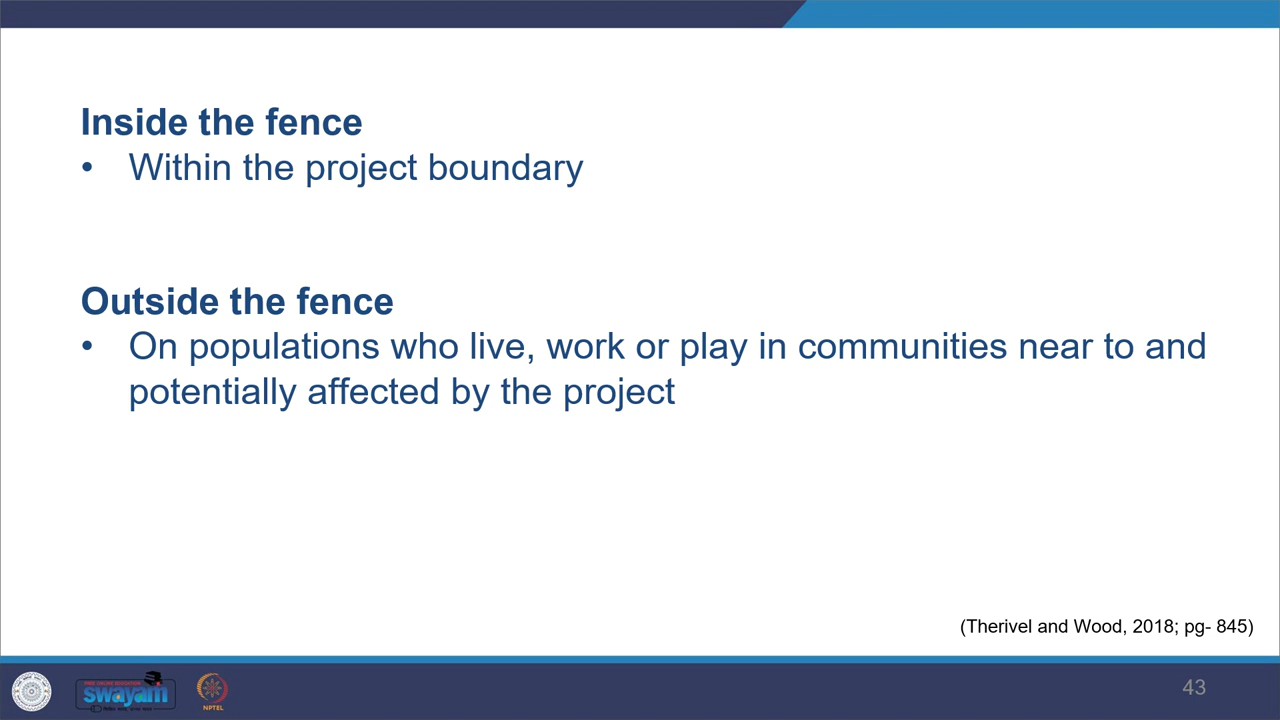 Inside the fence
• Within the project boundary
Outside the fence
• On populations who live, work or play in communities near to and
potentially affected by the project
(Therivel and Wood, 2018; pg- 845)
swayam
NPTEL
43